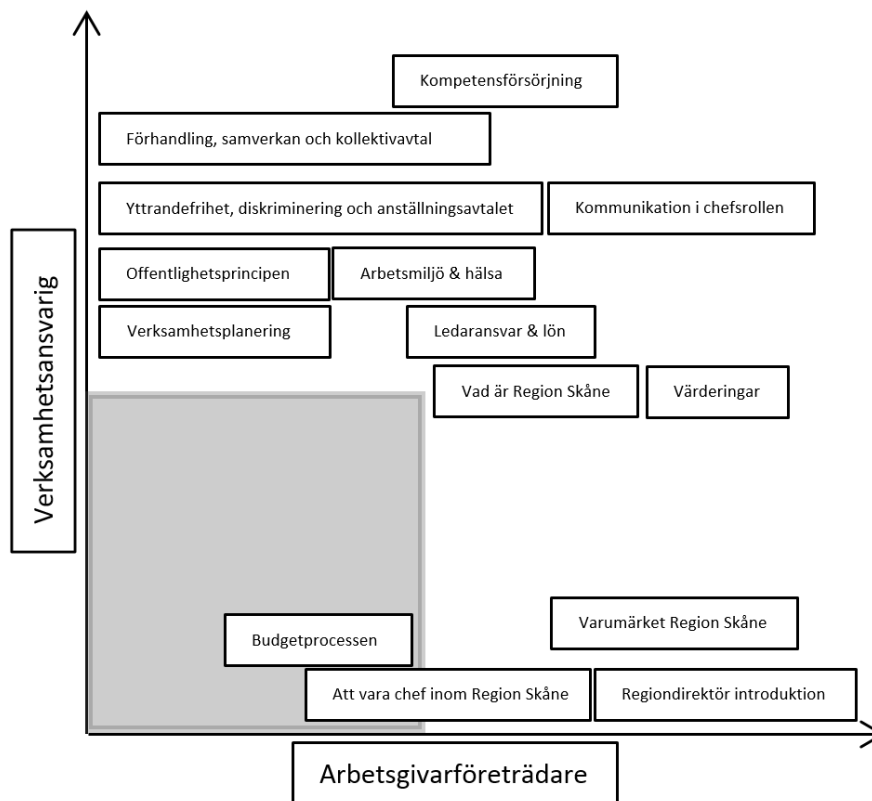 Kompetensförsörjning
Förhandling, samverkan och kollektivavtal
Yttrandefrihet, diskriminering och anställningsavtalet
Kommunikation i chefsrollen
Offentlighetsprincipen
Arbetsmiljö & hälsa
Verksamhetsplanering
Ledaransvar & lön
Vad är Region Skåne
Värderingar
Verksamhetsansvarig
Varumärket Region Skåne
Budgetprocessen
Att vara chef inom Region Skåne
Regiondirektör introduktion
Arbetsgivarföreträdare